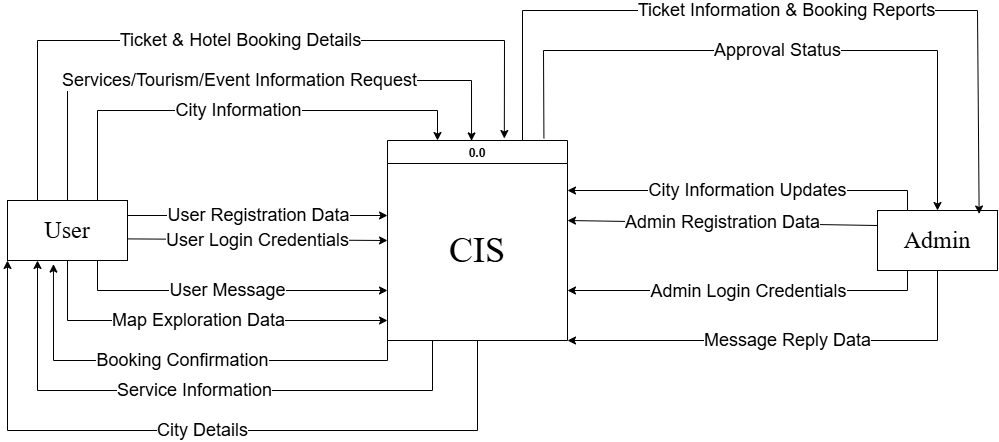 Ticket Information & Booking Reports
Ticket & Hotel Booking Details
Approval Status
Services/Tourism/Event Information Request
City Information
0.0
City Information Updates
User Registration Data
Admin Registration Data
User
User Login Credentials
CIS
Admin
User Message
Admin Login Credentials
Map Exploration Data
Message Reply Data
Booking Confirmation
Service Information
City Details